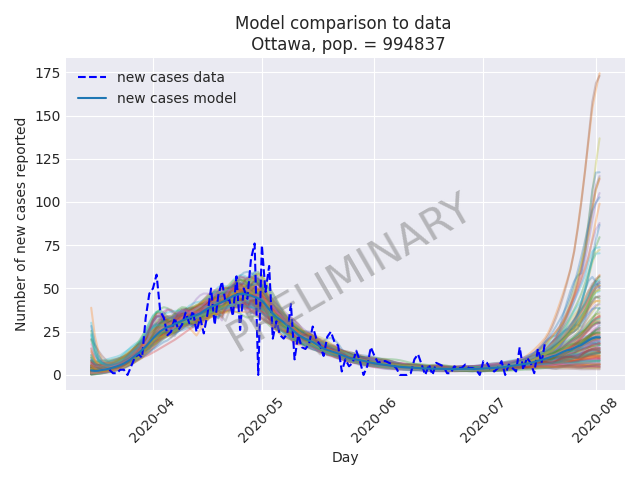 Model comparison to data
Ottawa, pop. = 994837
new cases data
new cases model
Number of new cases reported
175
150
125
100
75
50
25
0
PRELIMINARY
2020-04
2020-05
2020-06
2020-07
2020-08
Day